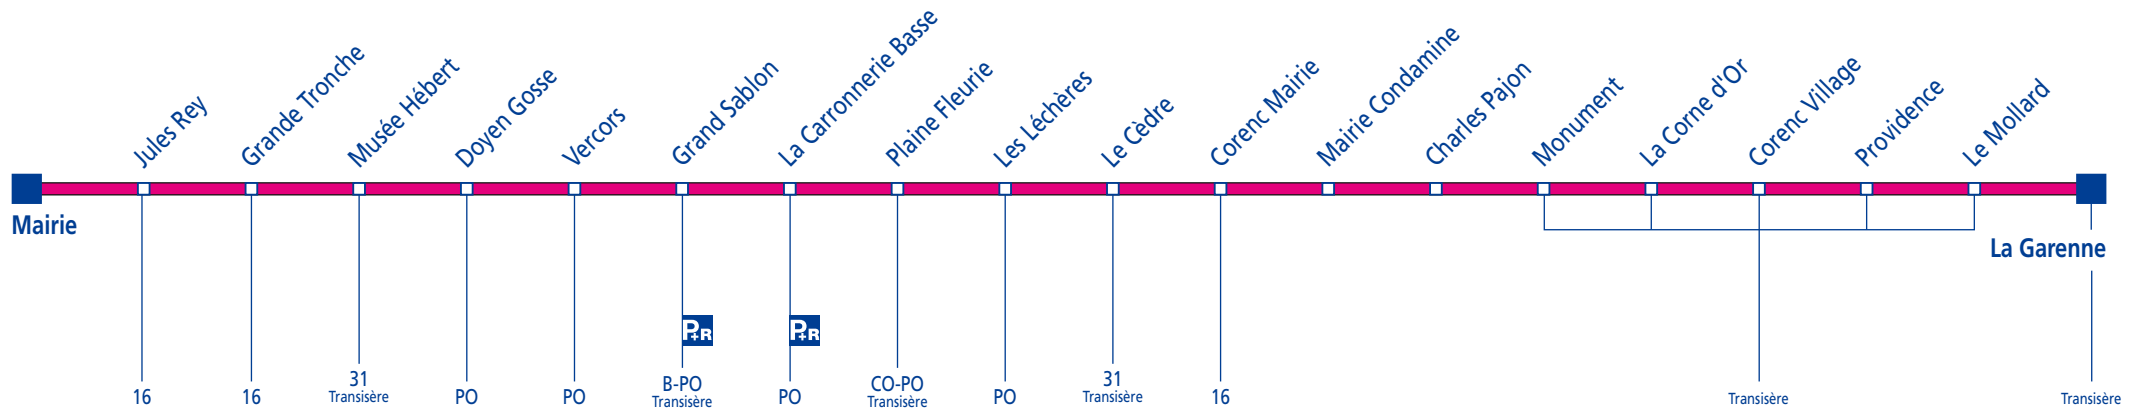 Jules Rey
Grande Tronche
Musée Hébert
Doyen Gosse
Vercors
Grand Sablon
La Carronnerie Basse
Plaine Fleurie
Les Léchères
Le Cèdre
Corenc Mairie
Mairie Condamine
Charles Pajon
Monument
La Corne d'Or
Corenc Village
Providence
Le Mollard
Mairie
La Garenne
P+R
P+R
16
16
31
Transisère
PO
PO
B-PO
Transisère
PO
CO-PO
Transisère
PO
31
Transisère
16
Transisère
Transisère